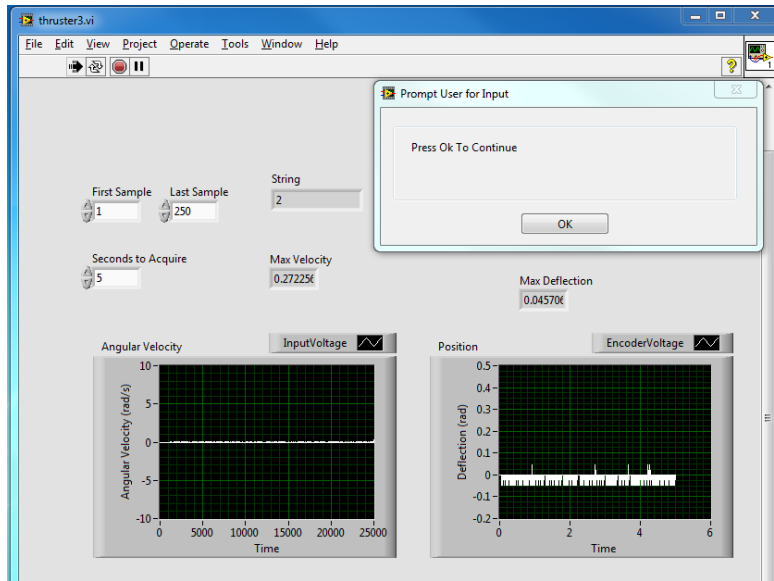 thruster3.vi
File Edit View Project Operate Tools Window Help
?
1
Prompt User for Input
Press Ok To Continue
OK
First Sample
1
Last Sample
250
String
2
Seconds to Acquire
5
Max Velocity
0.272256
Max Deflection
0.045706
Angular Velocity
InputVoltage
Angular Velocity (rad/s)
10
5
0
-5
-10
0 5000 10000 15000 20000 25000
Time
Position
EncoderVoltage
Deflection (rad)
0.5
0.4
0.3
0.2
0.1
0
-0.1
-0.2
0 2 4 6
Time